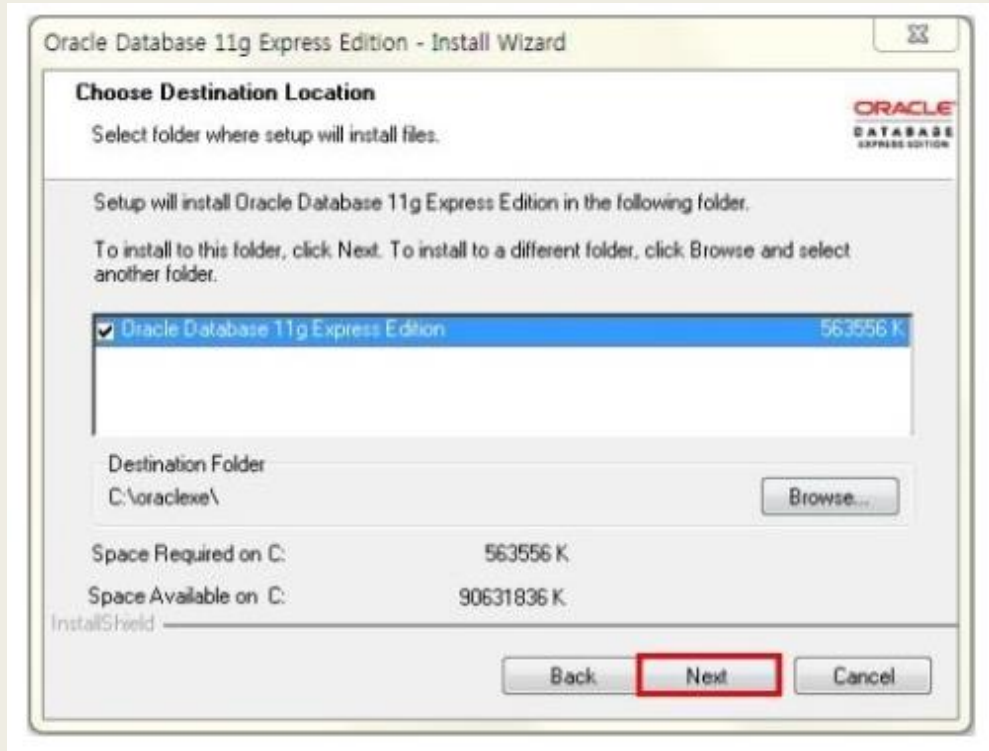 Oracle Database 11g Express Edition - Install Wizard
Choose Destination Location
Select folder where setup will install files.
ORACLE
DATABASE
EXPRESS EDITION
Setup will install Oracle Database 11g Express Edition in the following folder.
To install to this folder, click Next. To install to a different folder, click Browse and select
another folder.
Oracle Database 11g Express Edition 563556 K
Destination Folder
C:\oraclexe\
Browse...
Space Required on C: 563556 K
Space Available on C: 90631836 K
InstallShield
Back Next Cancel